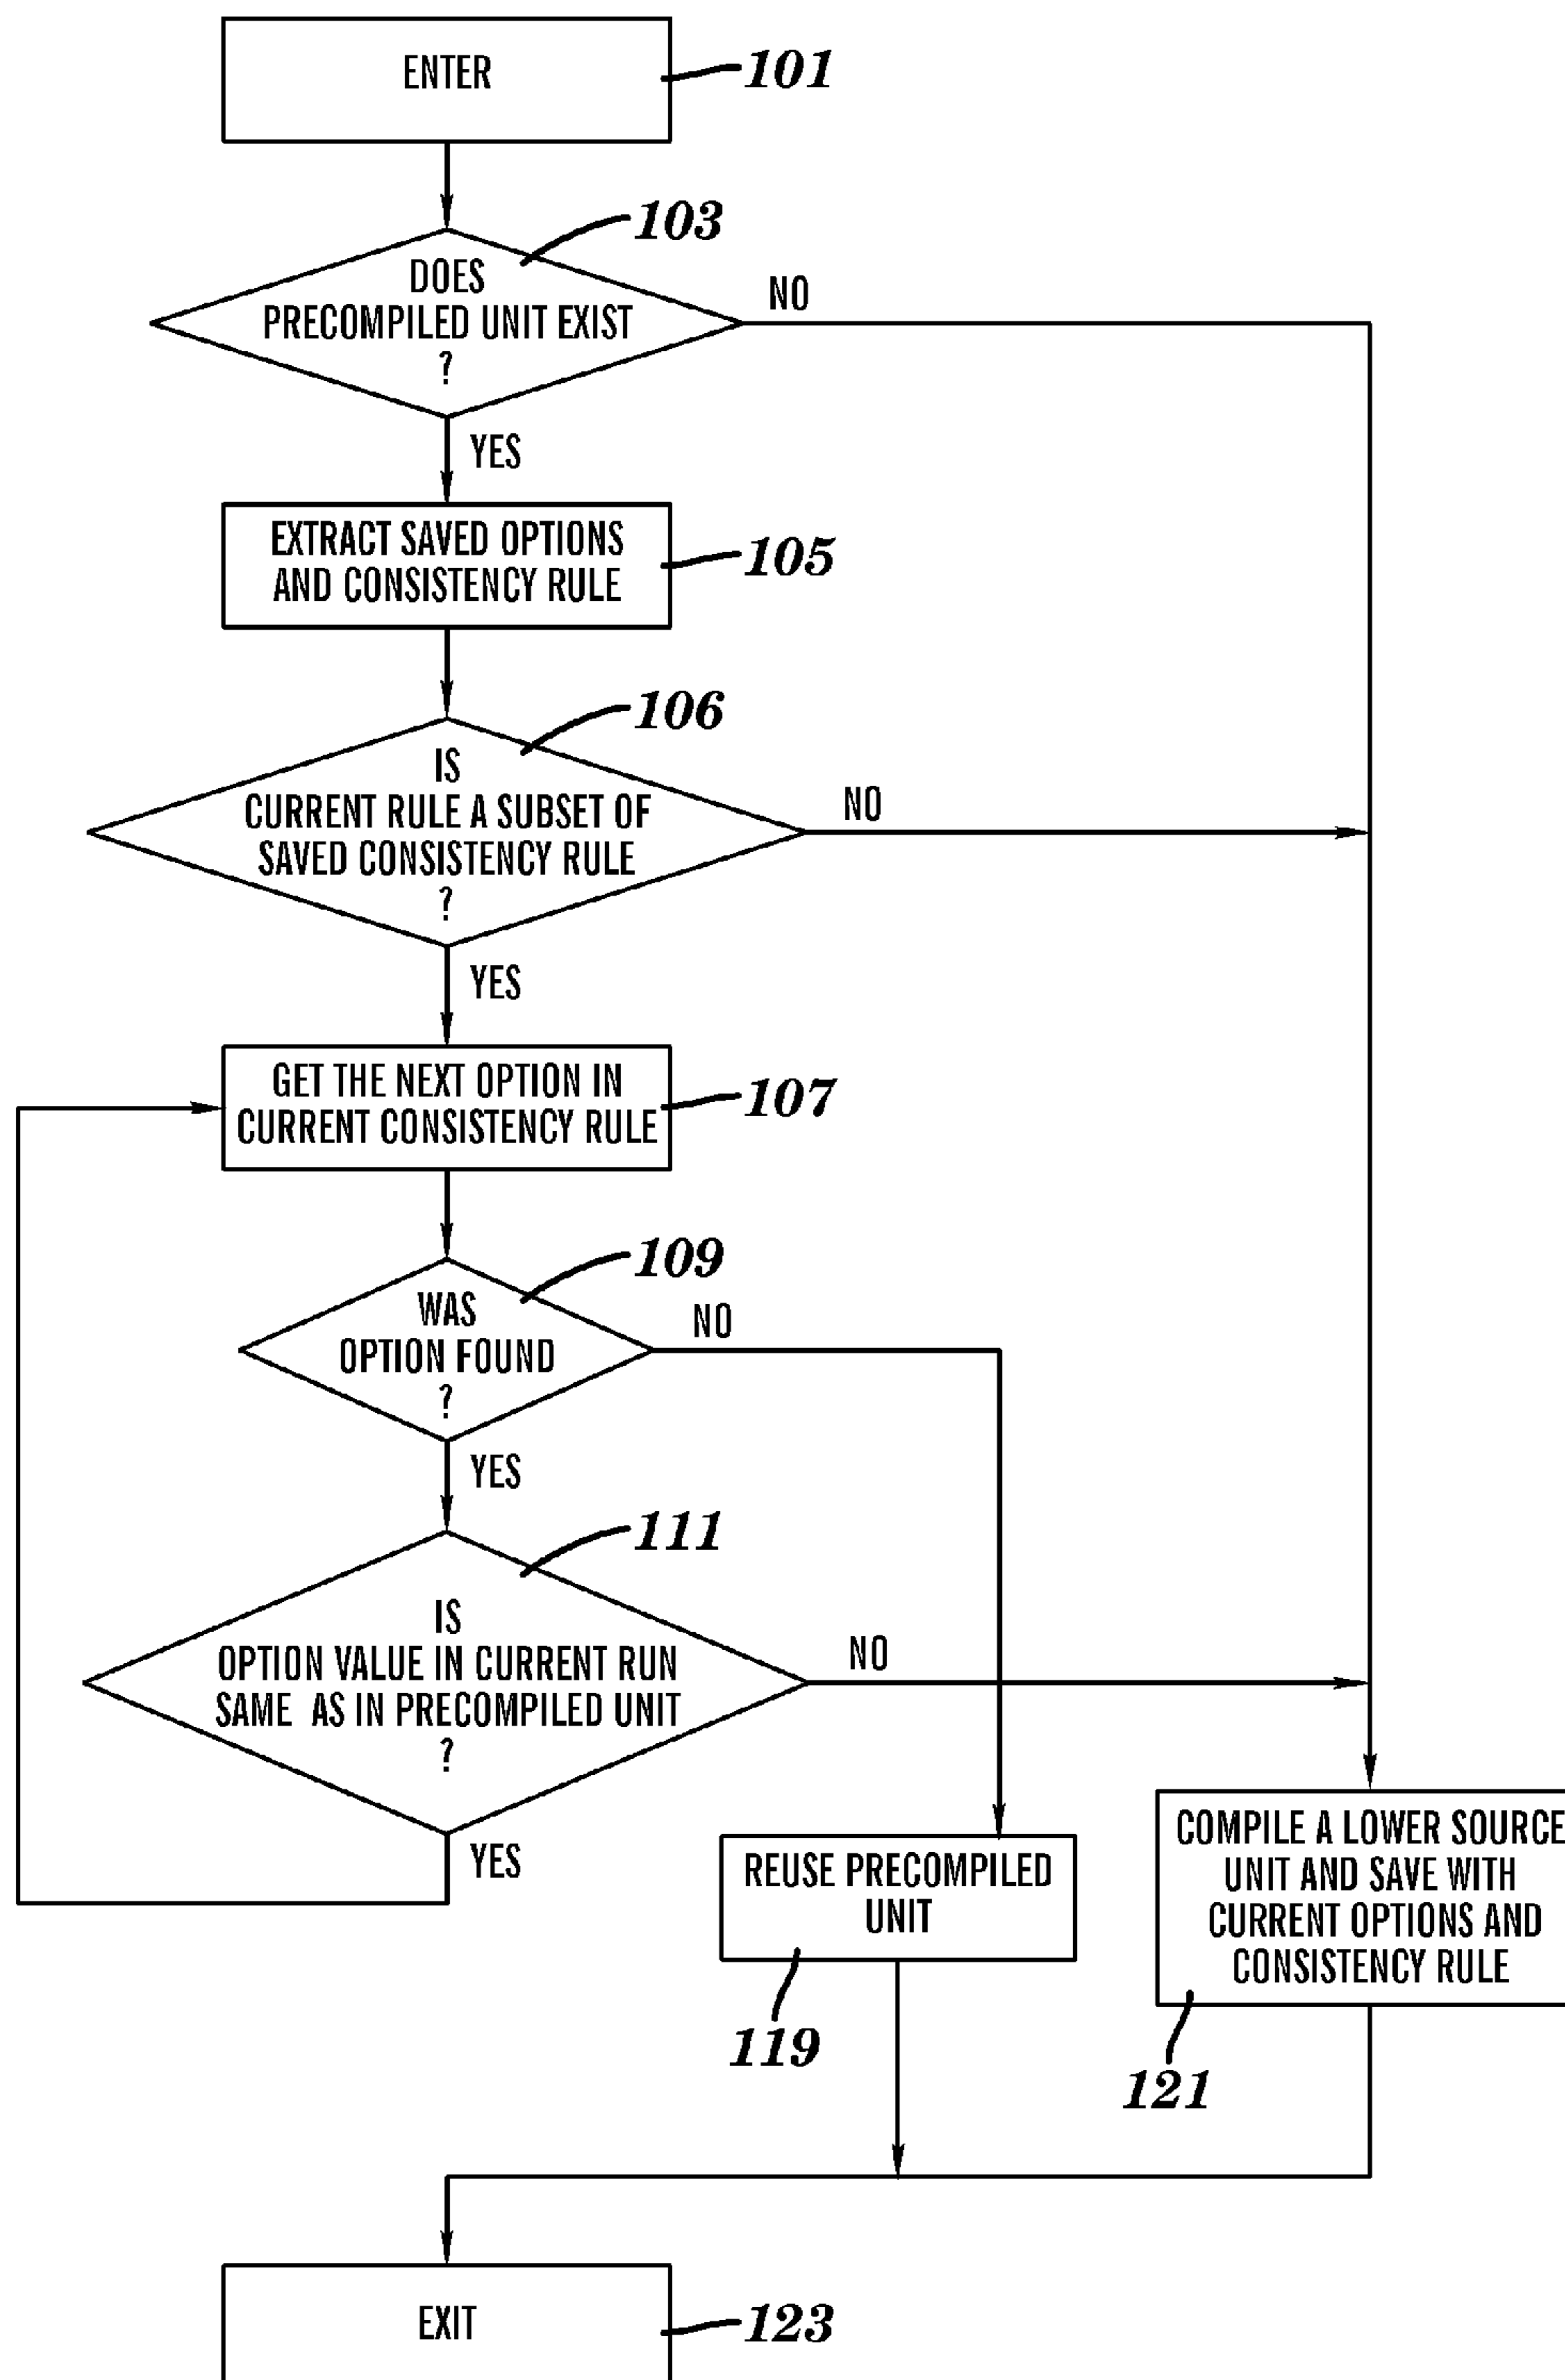 ENTER
101
103
DOES
PRECOMPILED UNIT EXIST
?
NO
YES
EXTRACT SAVED OPTIONS
AND CONSISTENCY RULE
105
106
IS
CURRENT RULE A SUBSET OF
SAVED CONSISTENCY RULE
?
NO
YES
GET THE NEXT OPTION IN
CURRENT CONSISTENCY RULE
107
109
WAS
OPTION FOUND
?
NO
YES
111
IS
OPTION VALUE IN CURRENT RUN
SAME AS IN PRECOMPILED UNIT
?
NO
YES
REUSE PRECOMPILED
UNIT
119
COMPILE A LOWER SOURCE
UNIT AND SAVE WITH
CURRENT OPTIONS AND
CONSISTENCY RULE
121
EXIT
123